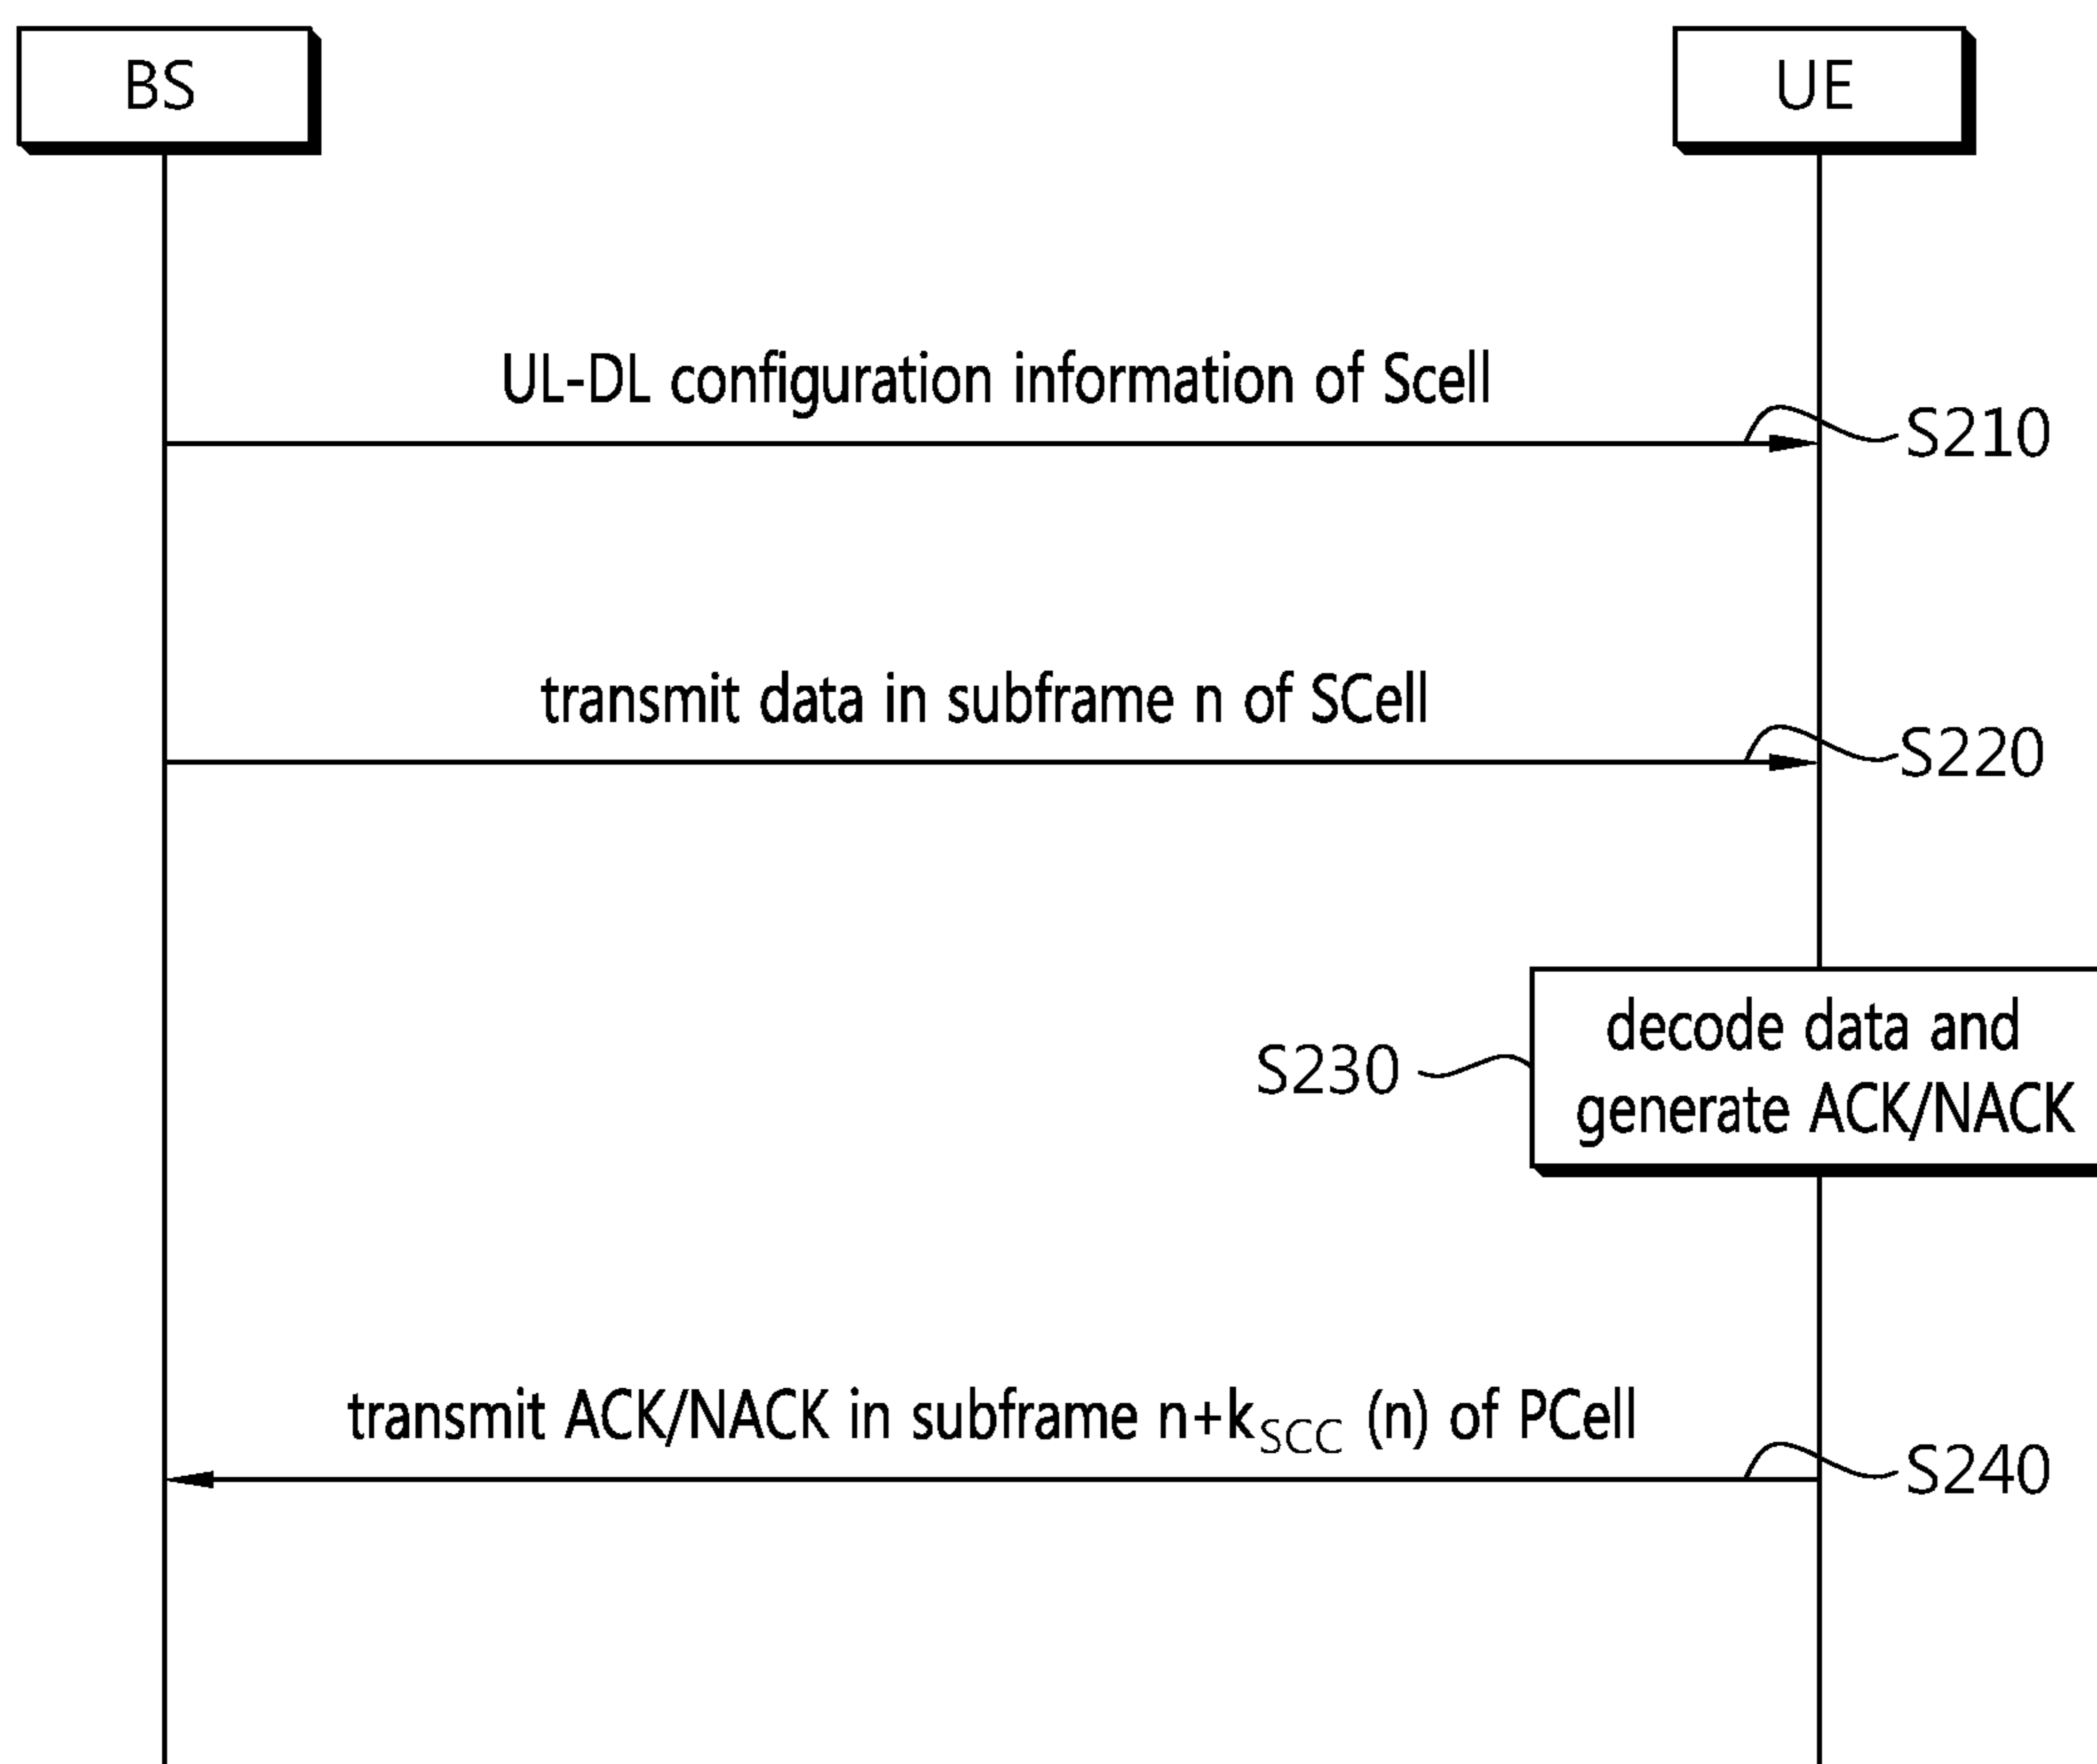 BS
UE
UL-DL configuration information of Scell
S210
transmit data in subframe n of SCell
S220
decode data and
generate ACK/NACK
S230
transmit ACK/NACK in subframe n+kSCC (n) of PCell
S240